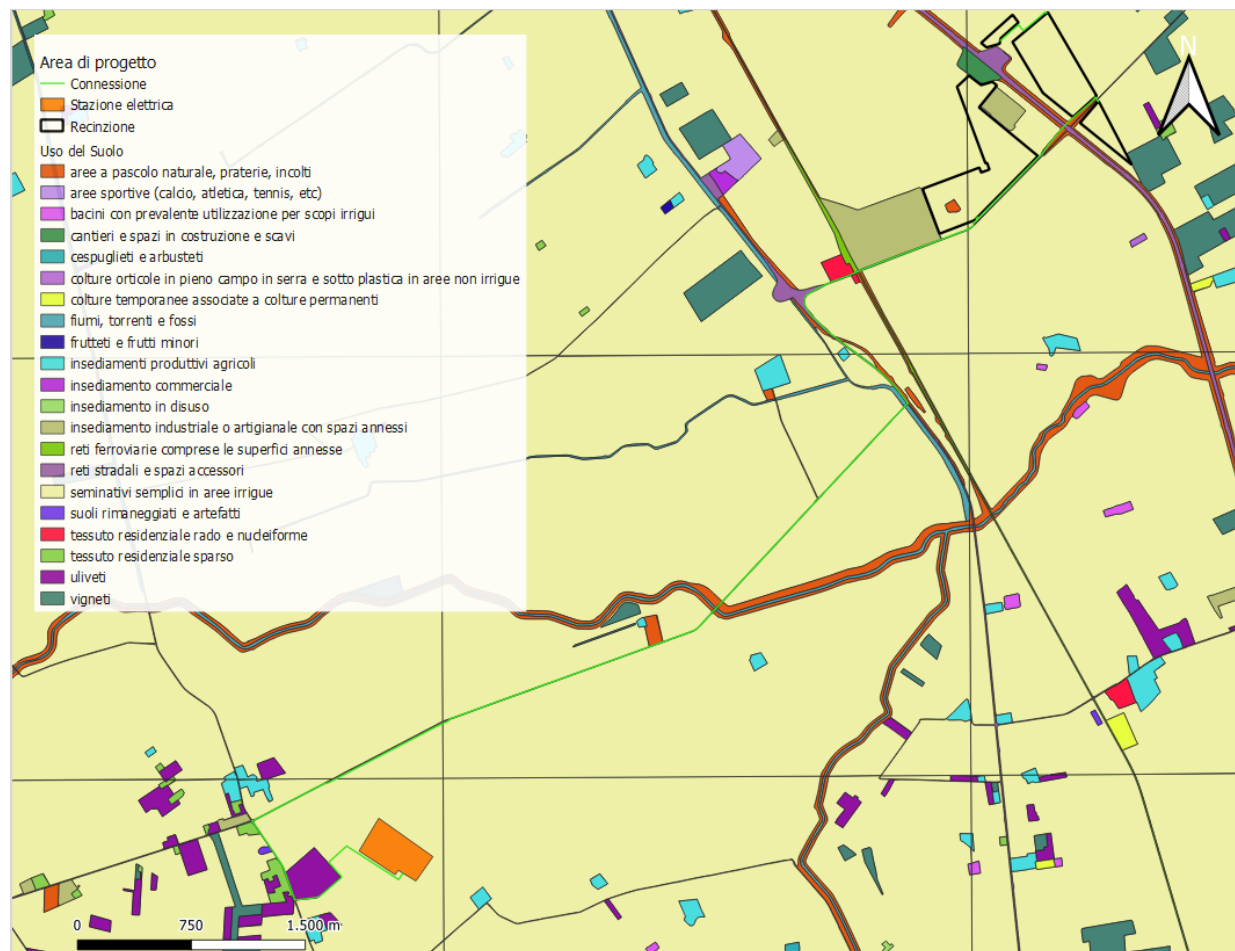 N
Area di progetto
Connessione
Stazione elettrica
Recinzione
Uso del Suolo
aree a pascolo naturale, praterie, incolti
aree sportive (calcio, atletica, tennis, etc)
bacini con prevalente utilizzazione per scopi irrigui
cantieri e spazi in costruzione e scavi
cespuglieti e arbusteti
colture orticole in pieno campo in serra e sotto plastica in aree non irrigue
colture temporanee associate a colture permanenti
fiumi, torrenti e fossi
frutteti e frutti minori
insediamenti produttivi agricoli
insediamento commerciale
insediamento in disuso
insediamento industriale o artigianale con spazi annessi
reti ferroviarie comprese le superfici annesse
reti stradali e spazi accessori
seminativi semplici in aree irrigue
suoli rimaneggiati e artefatti
tessuto residenziale rado e nucleiforme
tessuto residenziale sparso
uliveti
vigneti
0 750 1.500 m